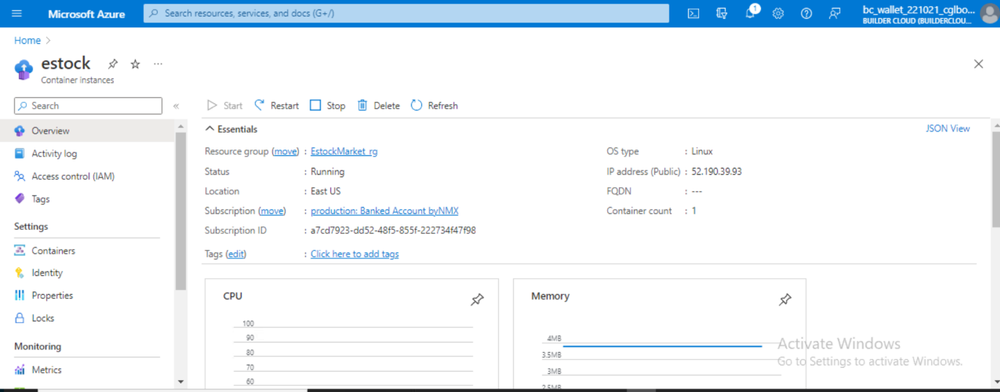 Microsoft Azure
Search resources, services, and docs (G+/)
1
bc_wallet_221021_cglbo...
BUILDER CLOUD (BUILDERCLOU...
Home >
estock
...
Container instances
Search
«
Start
Restart
Stop
Delete
Refresh
Overview
Activity log
Access control (IAM)
Tags
Settings
Containers
Identity
Properties
Locks
Monitoring
Metrics
Essentials
JSON View
Resource group (move) : EstockMarket_rg
Status : Running
Location : East US
Subscription (move) : production: Banked Account byNMX
Subscription ID : a7cd7923-dd52-48f5-855f-222734f47f98
Tags (edit) : Click here to add tags
OS type : Linux
IP address (Public) : 52.190.39.93
FQDN : ---
Container count : 1
CPU
100
90
80
70
60
Memory
4MB
3.5MB
3MB
2.5MB
Activate Windows
Go to Settings to activate Windows.